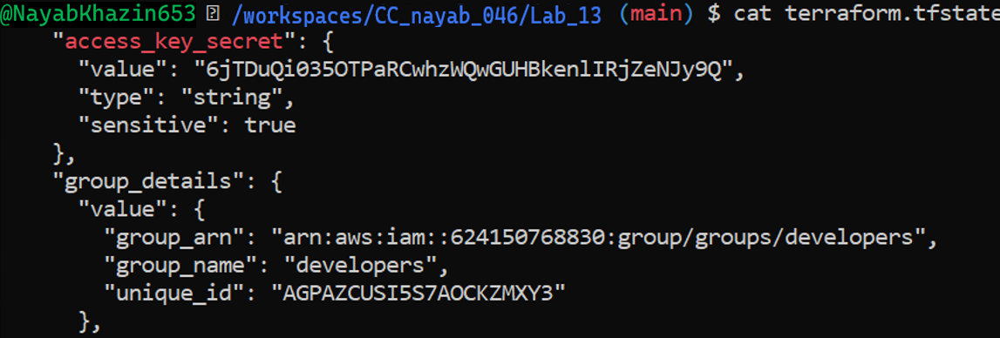 @NayabKhazin653 /workspaces/CC_nayab_046/Lab_13 (main) $ cat terraform.tfstate
"access_key_secret": {
"value": "6jTDuQi035OTPaRCwhzWQwGUHBkenlIRjZeNJy9Q",
"type": "string",
"sensitive": true
},
"group_details": {
"value": {
"group_arn": "arn:aws:iam::624150768830:group/groups/developers",
"group_name": "developers",
"unique_id": "AGPAZCUSI5S7AOCKZMXY3"
},